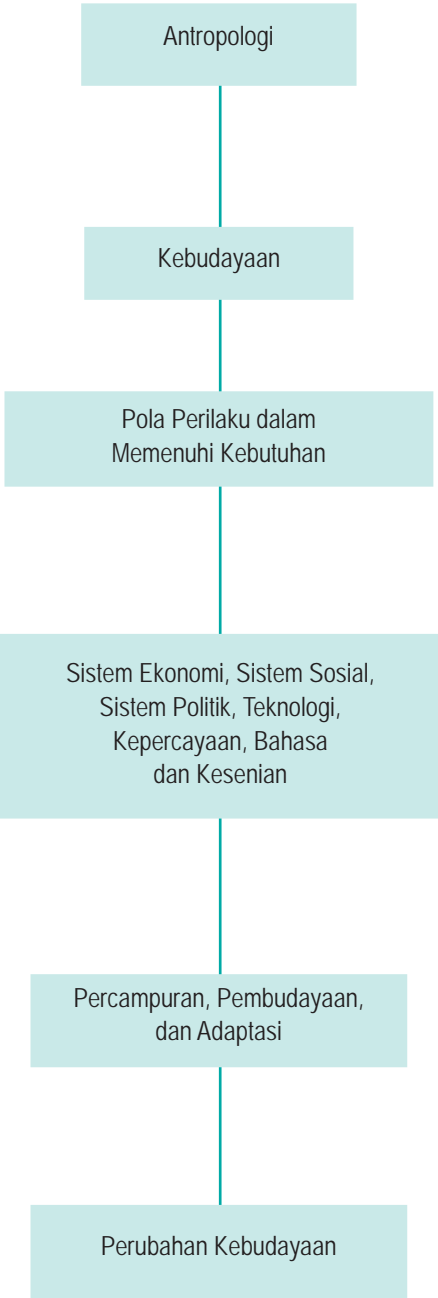 Antropologi
Kebudayaan
Pola Perilaku dalam
Memenuhi Kebutuhan
Sistem Ekonomi, Sistem Sosial,
Sistem Politik, Teknologi,
Kepercayaan, Bahasa
dan Kesenian
Percampuran, Pembudayaan,
dan Adaptasi
Perubahan Kebudayaan